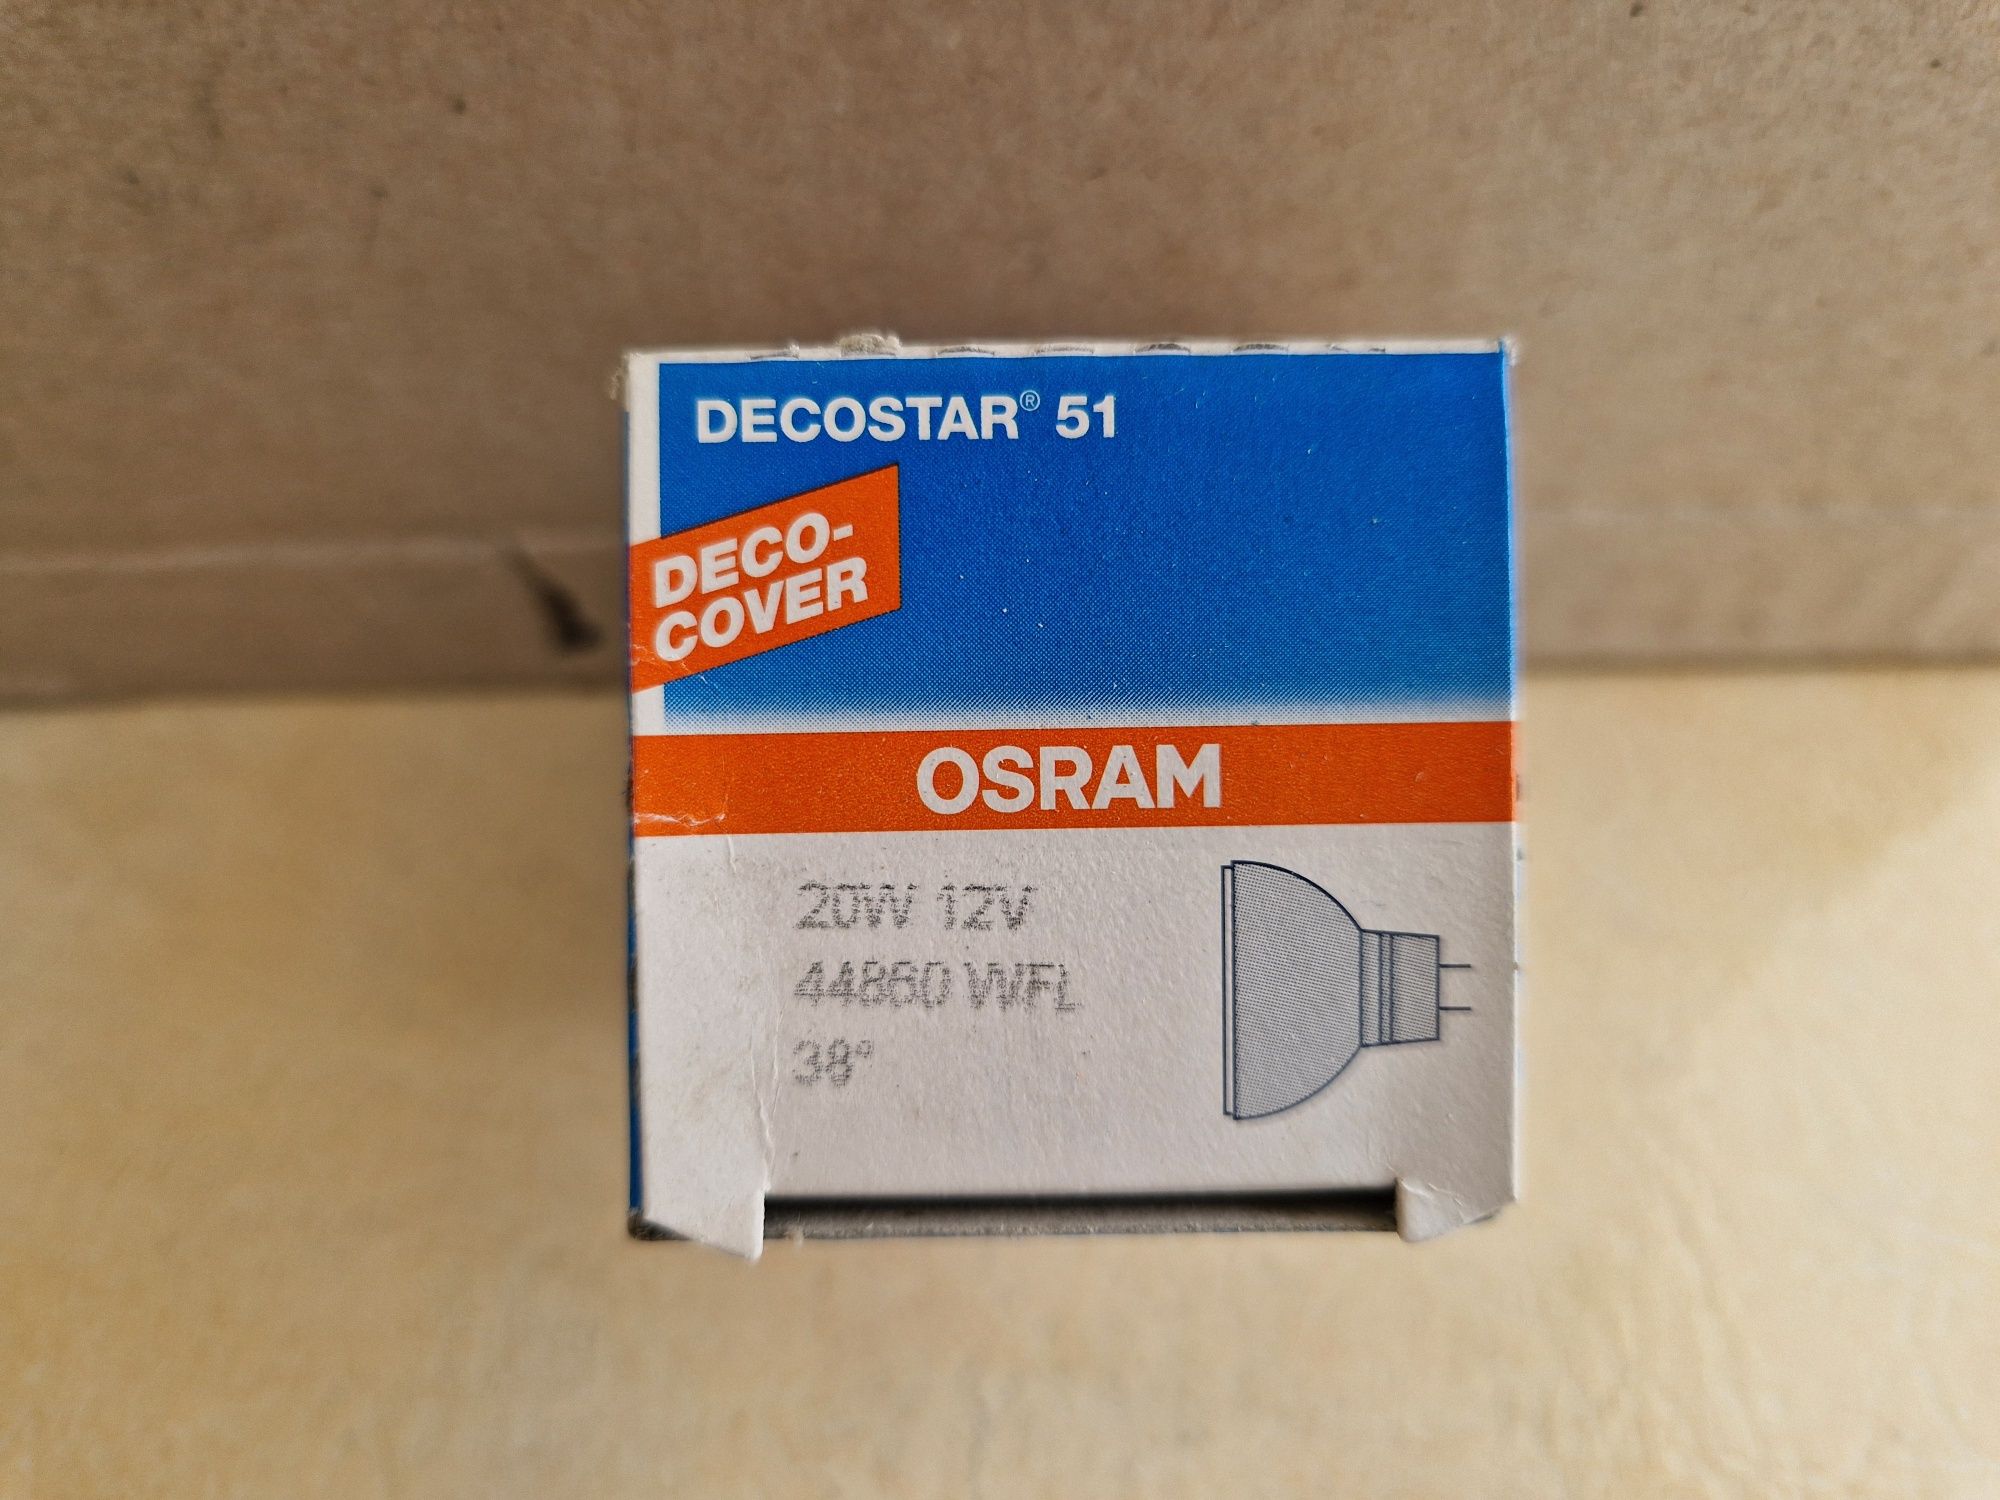 DECOSTAR® 51
DECO-
COVER
OSRAM
20W 12V
44860 WFL
38°